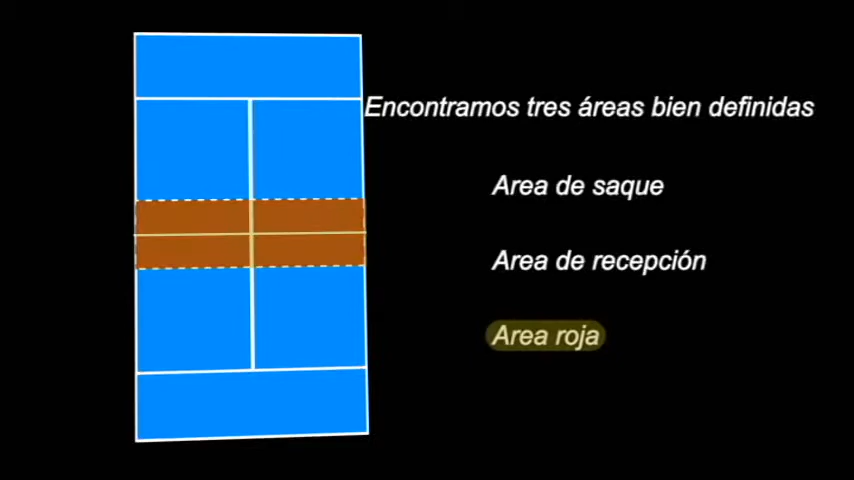 Encontramos tres áreas bien definidas
Area de saque
Area de recepción
Area roja